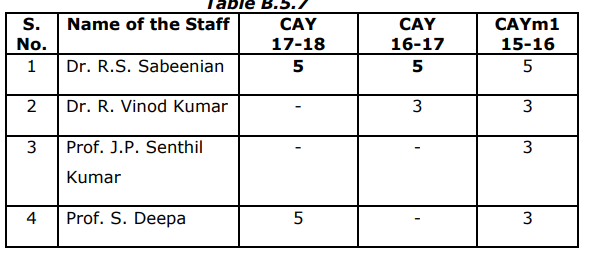 Table B.5.7
S. No. Name of the Staff CAY 17-18 CAY 16-17 CAYm1 15-16
1 Dr. R.S. Sabeenian 5 5 5
2 Dr. R. Vinod Kumar - 3 3
3 Prof. J.P. Senthil Kumar - - 3
4 Prof. S. Deepa 5 - 3